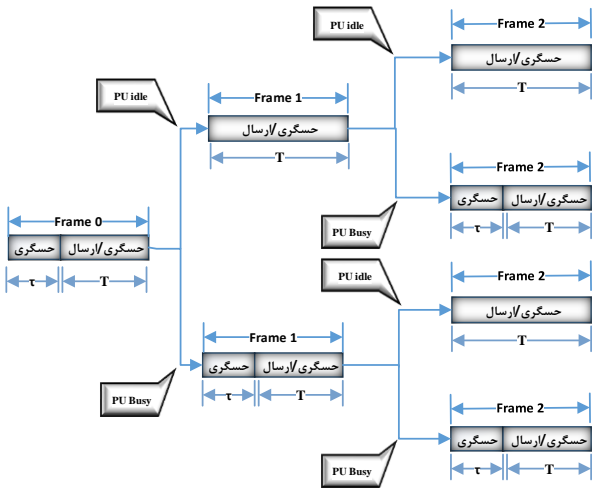 PU idle
Frame 2
حسگری/ارسال
T
PU idle
Frame 1
حسگری/ارسال
T
Frame 2
حسگری
حسگری/ارسال
τ
T
PU Busy
Frame 0
حسگری
حسگری/ارسال
τ
T
PU idle
Frame 2
حسگری/ارسال
T
Frame 1
حسگری
حسگری/ارسال
τ
T
PU Busy
Frame 2
حسگری
حسگری/ارسال
τ
T
PU Busy